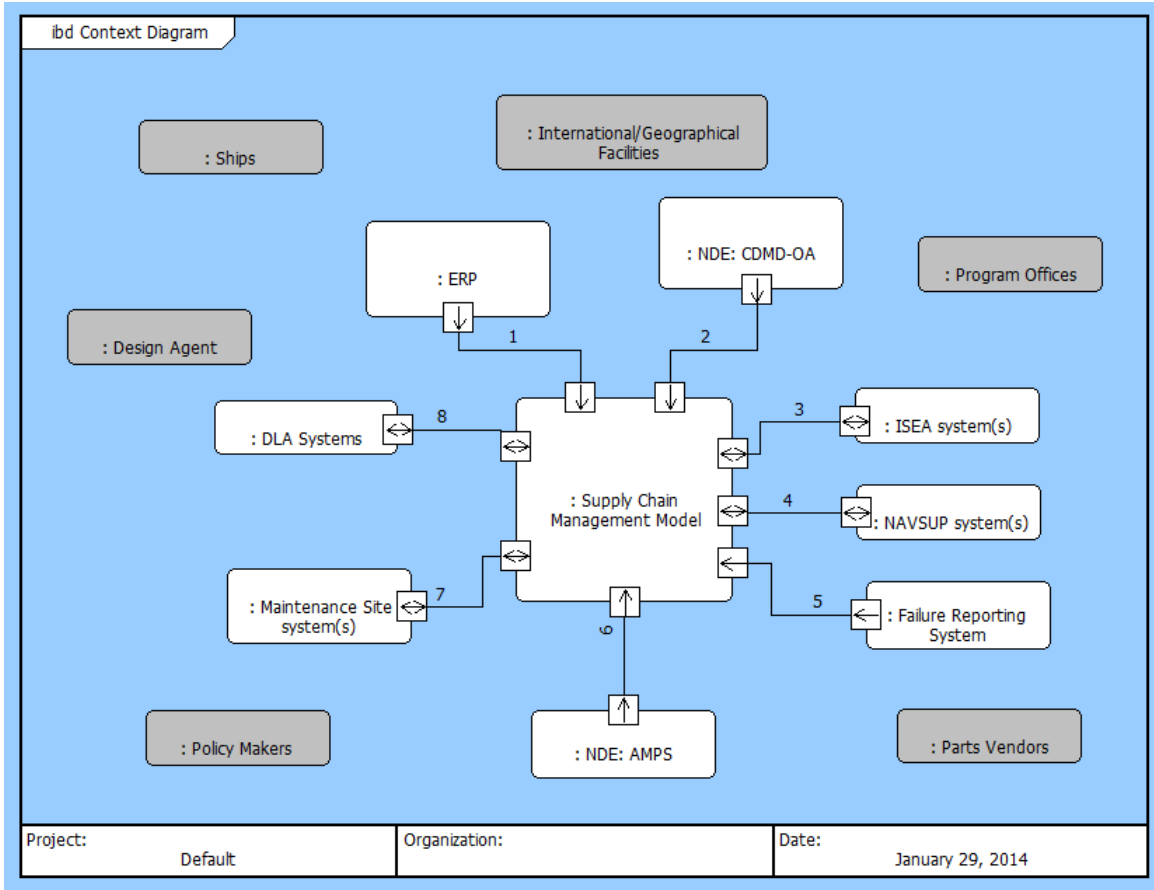 ibd Context Diagram
: International/Geographical
Facilities
: Ships
: NDE: CDMD-OA
: ERP
: Program Offices
1
2
: Design Agent
8
3
: DLA Systems
: ISEA system(s)
: Supply Chain
Management Model
4
: NAVSUP system(s)
7
: Maintenance Site
system(s)
5
: Failure Reporting
System
6
: Policy Makers
: NDE: AMPS
: Parts Vendors
Project:
Default
Organization:
Date:
January 29, 2014